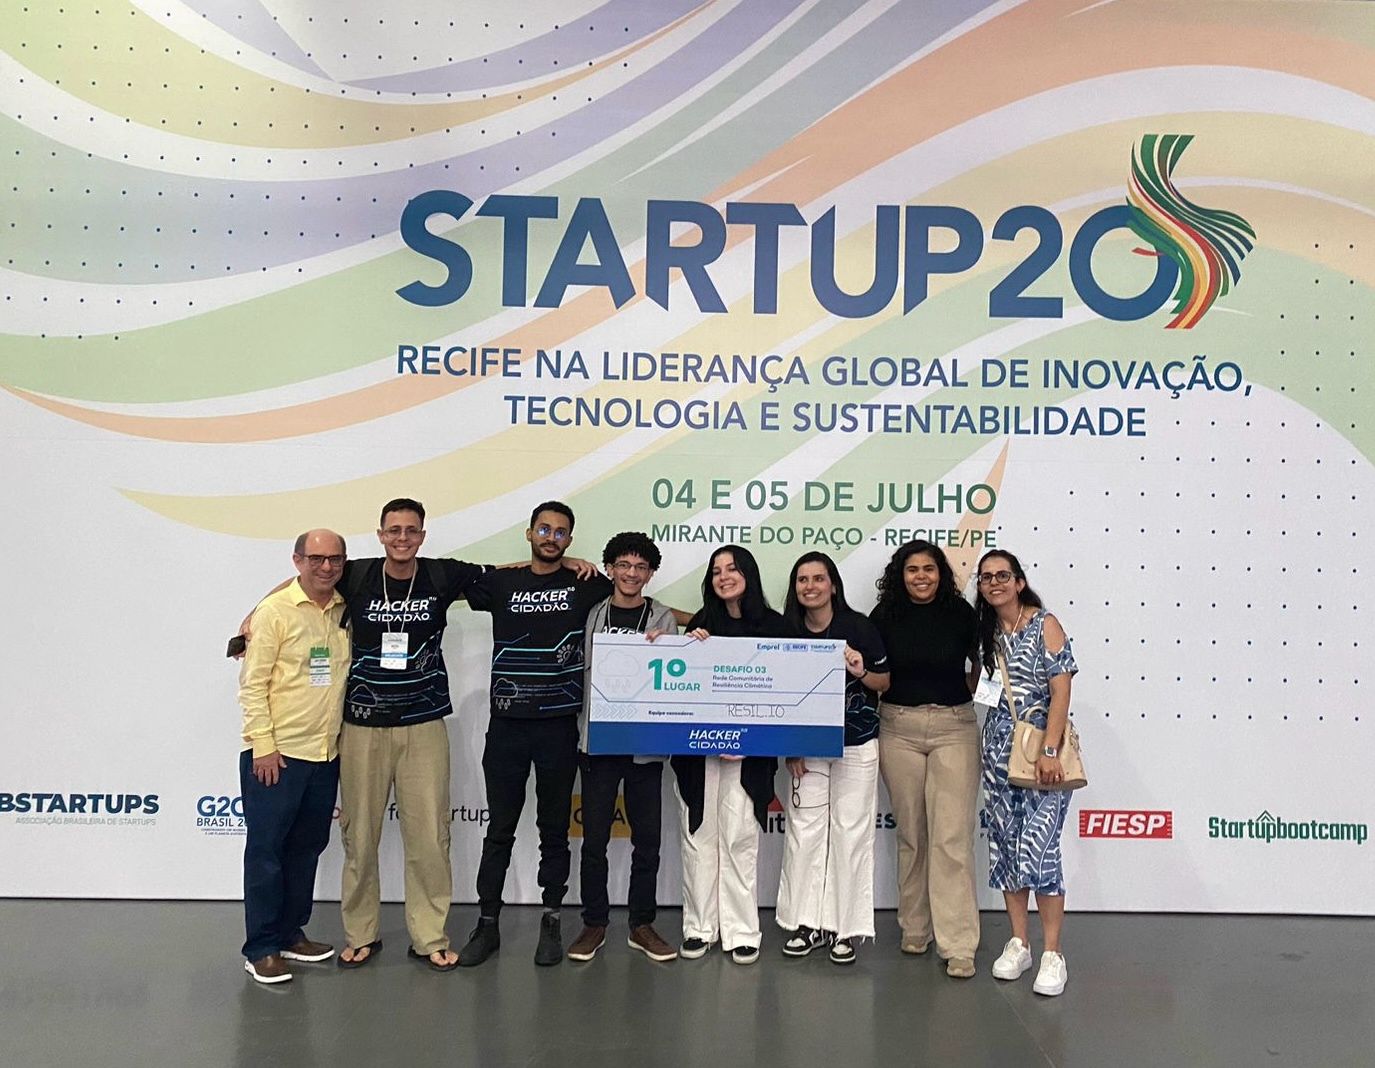 STARTUP20
RECIFE NA LIDERANÇA GLOBAL DE INOVAÇÃO,
TECNOLOGIA E SUSTENTABILIDADE
04 E 05 DE JULHO
MIRANTE DO PAÇO - RECIFE/PE
HACKER
CIDADÃO
HACKER
CIDADÃO
Emprel
RECIFE
1º
LUGAR
DESAFIO 03
Rede Comunitária de
Resiliência Climática
Equipe vencedora:
RESIL.IO
HACKER
CIDADÃO
BSTARTUPS
ASSOCIAÇÃO BRASILEIRA DE STARTUPS
G20
BRASIL 2
FIESP
Startupbootcamp